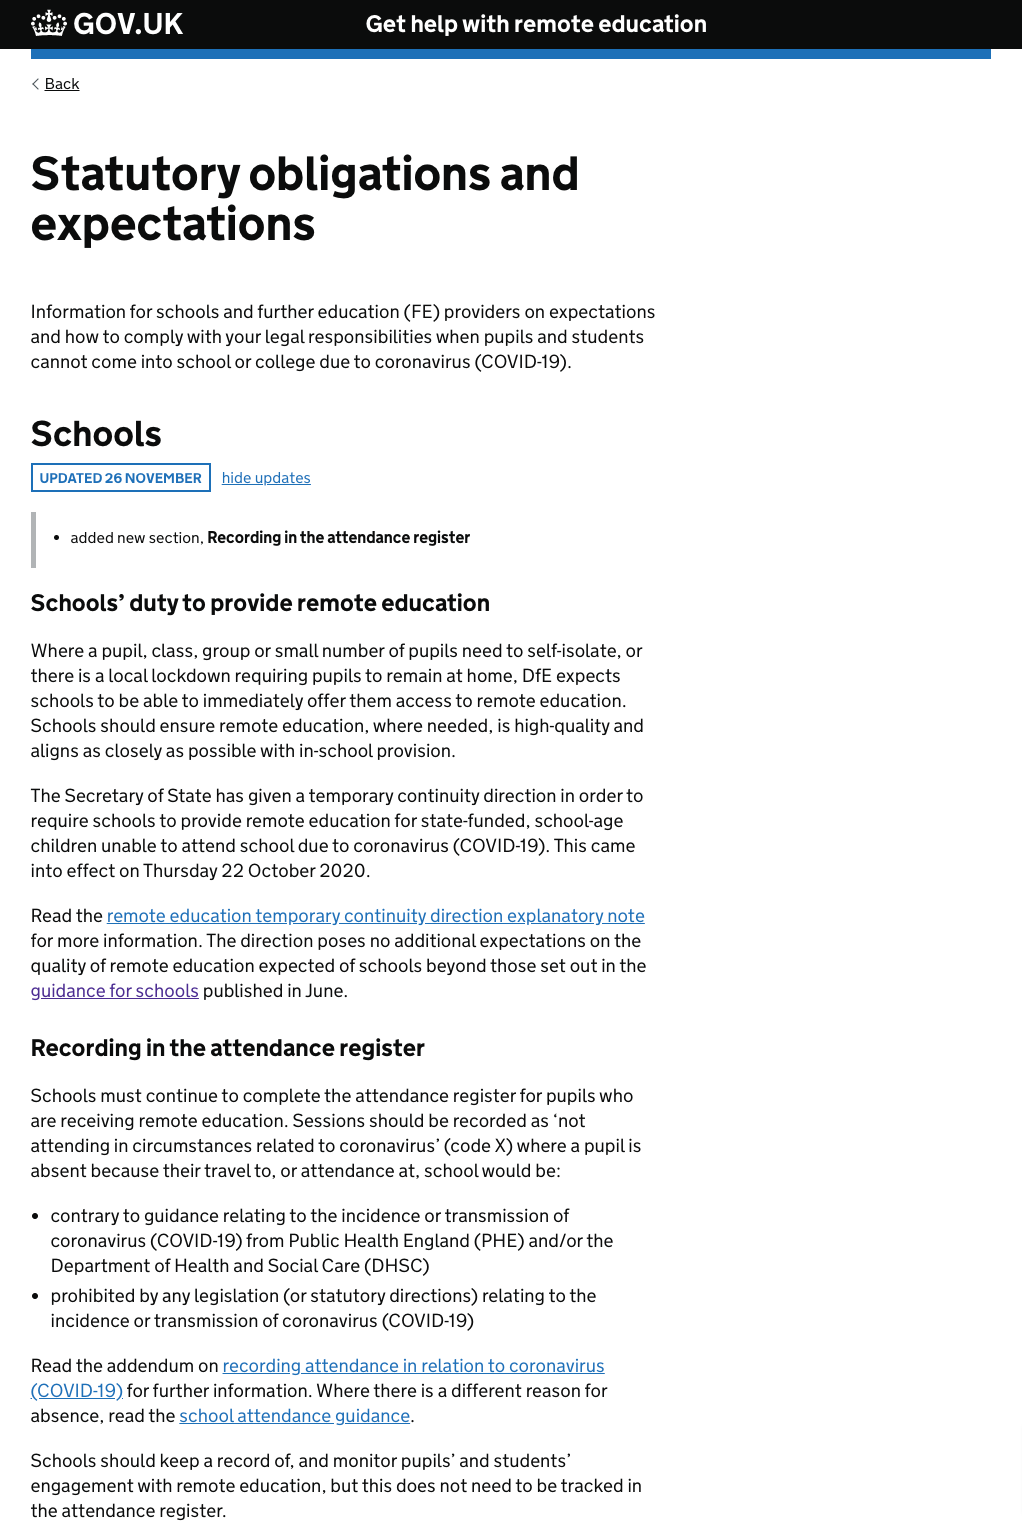 GOV.UK
Get help with remote education
Back
Statutory obligations and
expectations
Information for schools and further education (FE) providers on expectations
and how to comply with your legal responsibilities when pupils and students
cannot come into school or college due to coronavirus (COVID-19).
Schools
UPDATED 26 NOVEMBER hide updates
• added new section, Recording in the attendance register
Schools’ duty to provide remote education
Where a pupil, class, group or small number of pupils need to self-isolate, or
there is a local lockdown requiring pupils to remain at home, DfE expects
schools to be able to immediately offer them access to remote education.
Schools should ensure remote education, where needed, is high-quality and
aligns as closely as possible with in-school provision.
The Secretary of State has given a temporary continuity direction in order to
require schools to provide remote education for state-funded, school-age
children unable to attend school due to coronavirus (COVID-19). This came
into effect on Thursday 22 October 2020.
Read the remote education temporary continuity direction explanatory note
for more information. The direction poses no additional expectations on the
quality of remote education expected of schools beyond those set out in the
guidance for schools published in June.
Recording in the attendance register
Schools must continue to complete the attendance register for pupils who
are receiving remote education. Sessions should be recorded as ‘not
attending in circumstances related to coronavirus’ (code X) where a pupil is
absent because their travel to, or attendance at, school would be:
• contrary to guidance relating to the incidence or transmission of
coronavirus (COVID-19) from Public Health England (PHE) and/or the
Department of Health and Social Care (DHSC)
• prohibited by any legislation (or statutory directions) relating to the
incidence or transmission of coronavirus (COVID-19)
Read the addendum on recording attendance in relation to coronavirus
(COVID-19) for further information. Where there is a different reason for
absence, read the school attendance guidance.
Schools should keep a record of, and monitor pupils’ and students’
engagement with remote education, but this does not need to be tracked in
the attendance register.